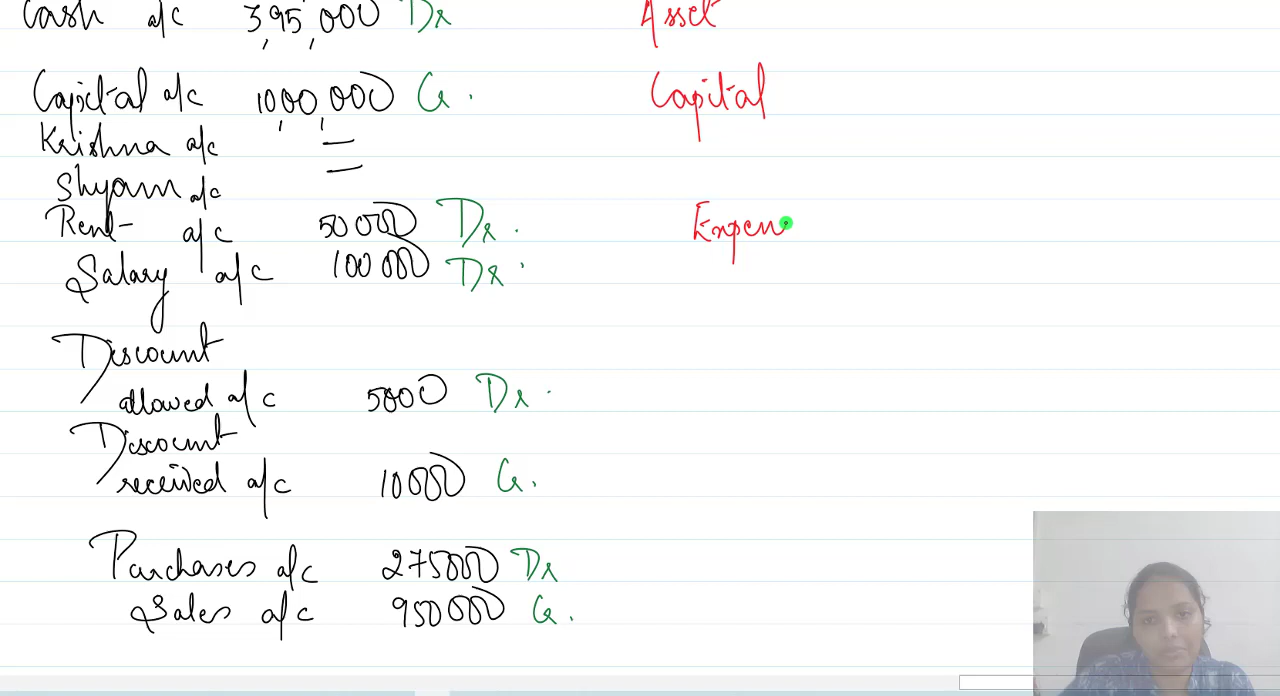 Cash a/c 3,95,000 Dr Asset
Capital a/c 10,00,000 Cr. Capital
Krishna a/c =
Shyam a/c
Rent a/c 50000 Dr. Expen
Salary a/c 100000 Dr.
Discount
allowed a/c 5000 Dr.
Discount
received a/c 10000 Cr.
Purchases a/c 275000 Dr
Sales a/c 950000 Cr.